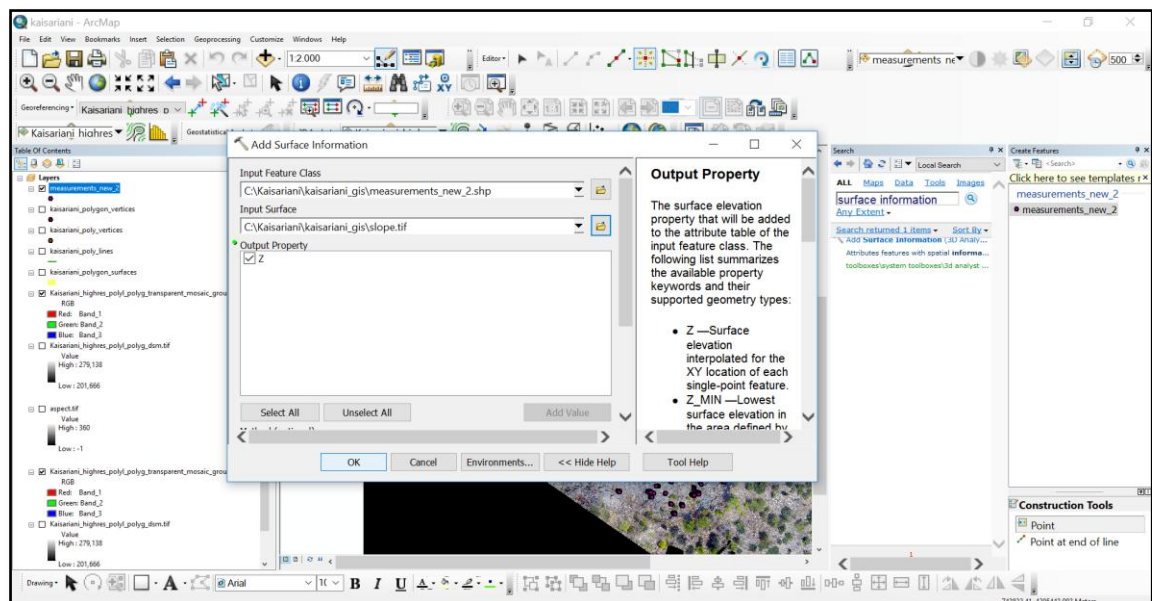 kaisariani - ArcMap
File Edit View Bookmarks Insert Selection Geoprocessing Customize Windows Help
1:2.000
Editor
measurements ne
500
Georeferencing Kaisariani
Kaisariani highres
Table Of Contents
Layers
measurements_new_2
kaisariani_polygon_vertices
kaisariani_poly_vertices
kaisariani_poly_lines
kaisariani_polygon_surfaces
Kaisariani_highres_polyl_polyg_transparent_mosaic_grou
RGB
Red: Band_1
Green: Band_2
Blue: Band_3
Kaisariani_highres_polyl_polyg_dsm.tif
Value
High : 279,138
Low : 201,666
aspect.tif
Value
High : 360
Low : -1
Kaisariani_highres_polyl_polyg_transparent_mosaic_grou
RGB
Red: Band_1
Green: Band_2
Blue: Band_3
Kaisariani_highres_polyl_polyg_dsm.tif
Value
High : 279,138
Low : 201,666
Add Surface Information
Input Feature Class
C:\Kaisariani\kaisariani_gis\measurements_new_2.shp
Input Surface
C:\Kaisariani\kaisariani_gis\slope.tif
Output Property
Z
Select All Unselect All Add Value
OK Cancel Environments... << Hide Help Tool Help
Output Property
The surface elevation
property that will be added
to the attribute table of the
input feature class. The
following list summarizes
the available property
keywords and their
supported geometry types:
• Z —Surface
elevation
interpolated for the
XY location of each
single-point feature.
• Z_MIN —Lowest
surface elevation in
the area defined by
Search
Local Search
ALL Maps Data Tools Images
surface information
Any Extent
Search returned 1 items Sort By
Add Surface Information (3D Analy...
Attributes features with spatial informa...
toolboxes\system toolboxes\3d analyst ...
1
Create Features
<Search>
Click here to see templates
measurements_new_2
measurements_new_2
Construction Tools
Point
Point at end of line
Drawing
A Arial B I U A